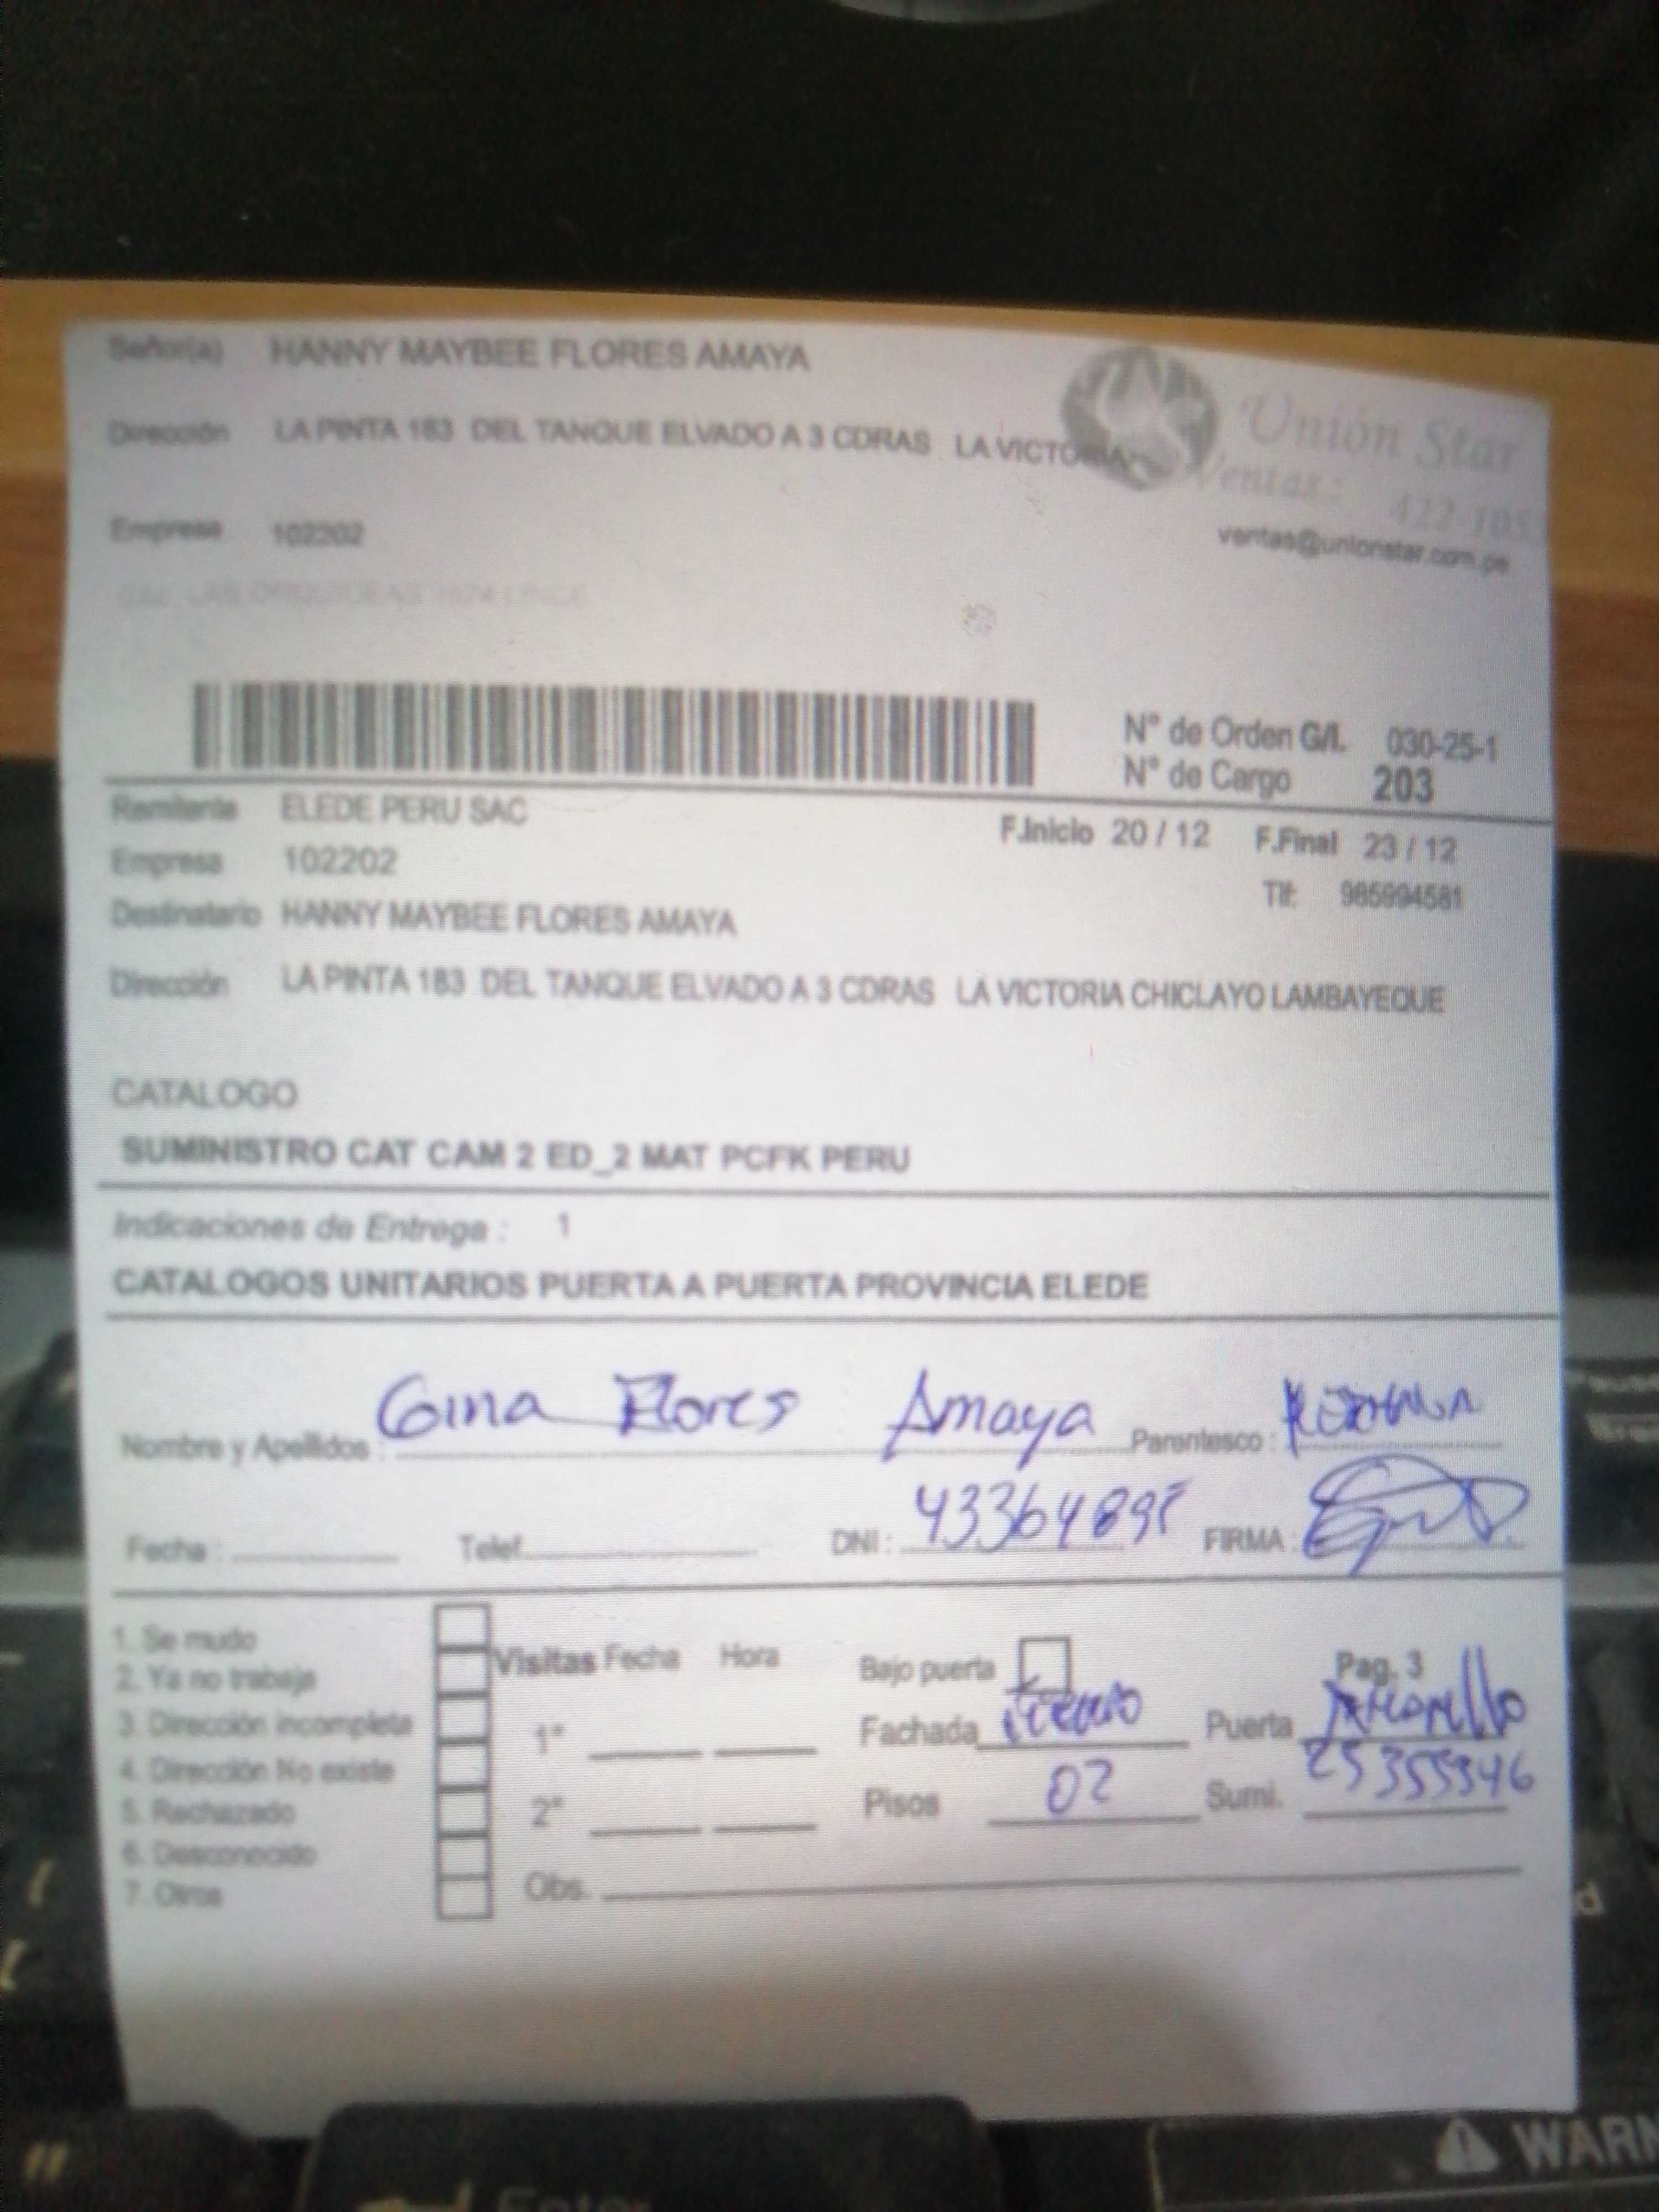 Señor(a) HANNY MAYBEE FLORES AMAYA
Dirección LA PINTA 183 DEL TANQUE ELVADO A 3 CDRAS LA VICTORIA
Unión Star
Ventas: 422-105
Empresa 102202
ventas@unionstar.com.pe
N° de Orden G/L 030-25-1
N° de Cargo 203
Remitente ELEDE PERU SAC
F.Inicio 20 / 12 F.Final 23 / 12
Empresa 102202
Tlf: 985994581
Destinatario HANNY MAYBEE FLORES AMAYA
Dirección LA PINTA 183 DEL TANQUE ELVADO A 3 CDRAS LA VICTORIA CHICLAYO LAMBAYEQUE
CATALOGO
SUMINISTRO CAT CAM 2 ED_2 MAT PCFK PERU
Indicaciones de Entrega : 1
CATALOGOS UNITARIOS PUERTA A PUERTA PROVINCIA ELEDE
Nombre y Apellidos : Gina Flores Amaya Parentesco :
Fecha : Telef. DNI : FIRMA :
1. Se mudo
2. Ya no trabaja
3. Dirección incompleta
4. Dirección No existe
5. Rechazado
6. Desconocido
7. Otros
Visitas Fecha Hora
1°
2°
Obs.
Bajo puerta Pag. 3
Fachada Puerta
Pisos 02 Sumi. 25355346
WARN
Enter